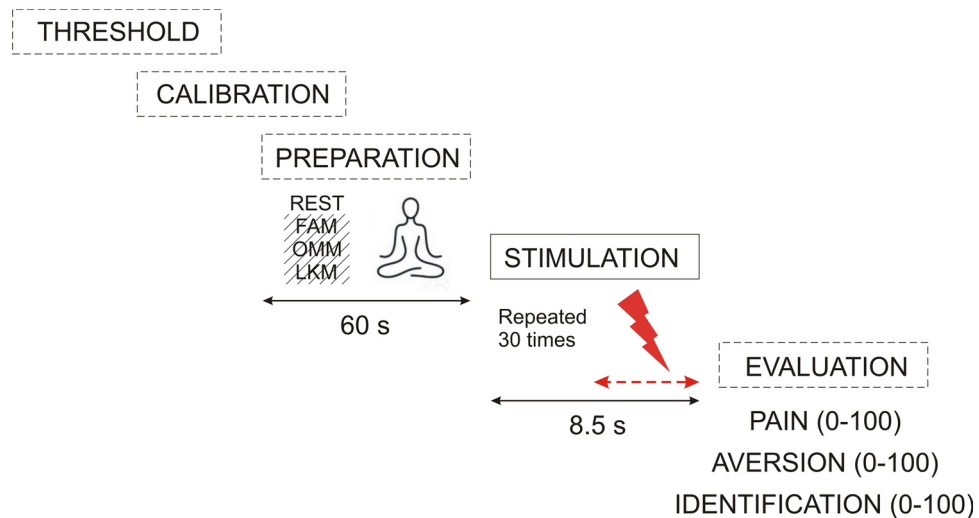 THRESHOLD
CALIBRATION
PREPARATION
REST
FAM
OMM
LKM
60 s
STIMULATION
Repeated
30 times
8.5 s
EVALUATION
PAIN (0-100)
AVERSION (0-100)
IDENTIFICATION (0-100)